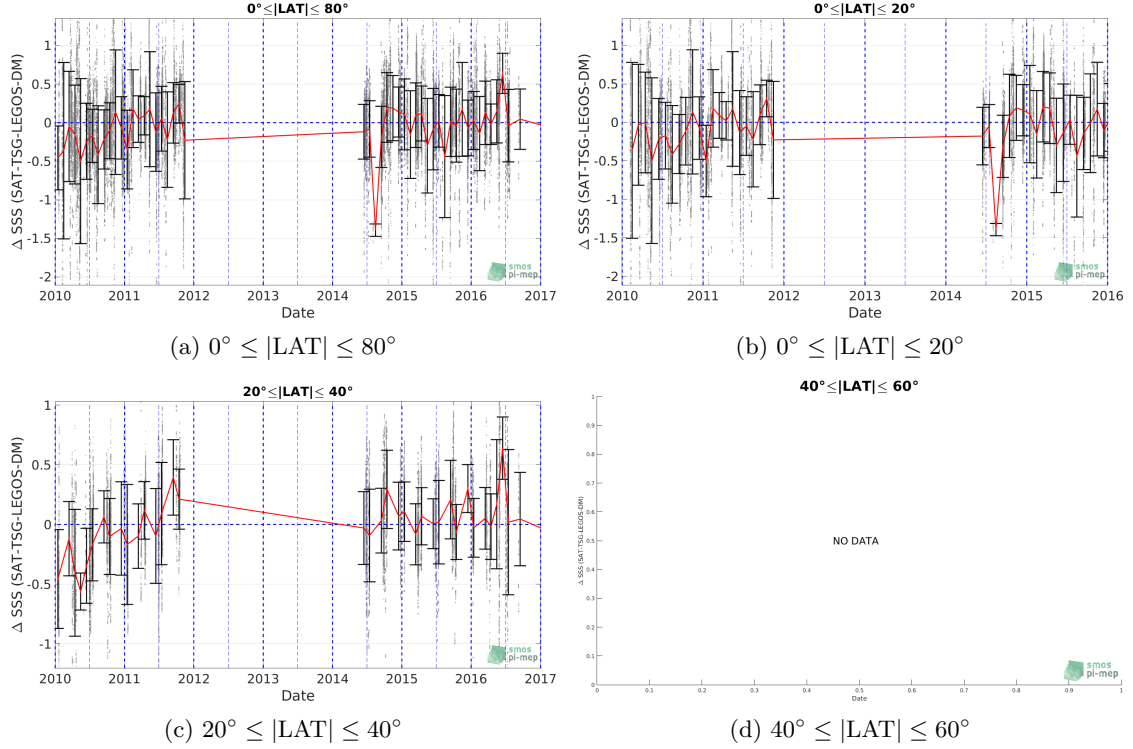 0°≤|LAT|≤ 80°
Δ SSS (SAT-TSG-LEGOS-DM)
1
0.5
0
-0.5
-1
-1.5
-2
2010 2011 2012 2013 2014 2015 2016 2017
Date
smos
pi-mep
(a) 0° ≤ |LAT| ≤ 80°
0°≤|LAT|≤ 20°
Δ SSS (SAT-TSG-LEGOS-DM)
1
0.5
0
-0.5
-1
-1.5
-2
2010 2011 2012 2013 2014 2015 2016
Date
smos
pi-mep
(b) 0° ≤ |LAT| ≤ 20°
20°≤|LAT|≤ 40°
Δ SSS (SAT-TSG-LEGOS-DM)
1
0.5
0
-0.5
-1
2010 2011 2012 2013 2014 2015 2016 2017
Date
smos
pi-mep
(c) 20° ≤ |LAT| ≤ 40°
40°≤|LAT|≤ 60°
Δ SSS (SAT-TSG-LEGOS-DM)
1
0.9
0.8
0.7
0.6
0.5
0.4
0.3
0.2
0.1
0
NO DATA
0 0.1 0.2 0.3 0.4 0.5 0.6 0.7 0.8 0.9 1
Date
smos
pi-mep
(d) 40° ≤ |LAT| ≤ 60°